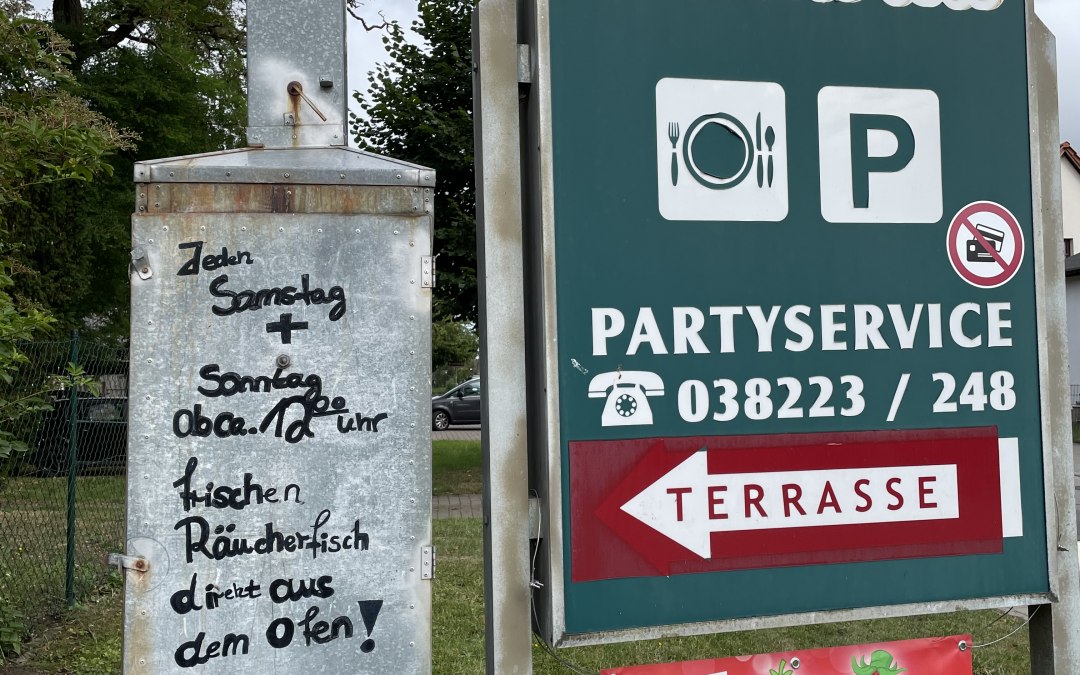 Jeden
Samstag
+
Sonntag
ab ca. 12⁰⁰ uhr
frischen
Räucherfisch
direkt aus
dem Ofen!
P
PARTYSERVICE
038223 / 248
TERRASSE